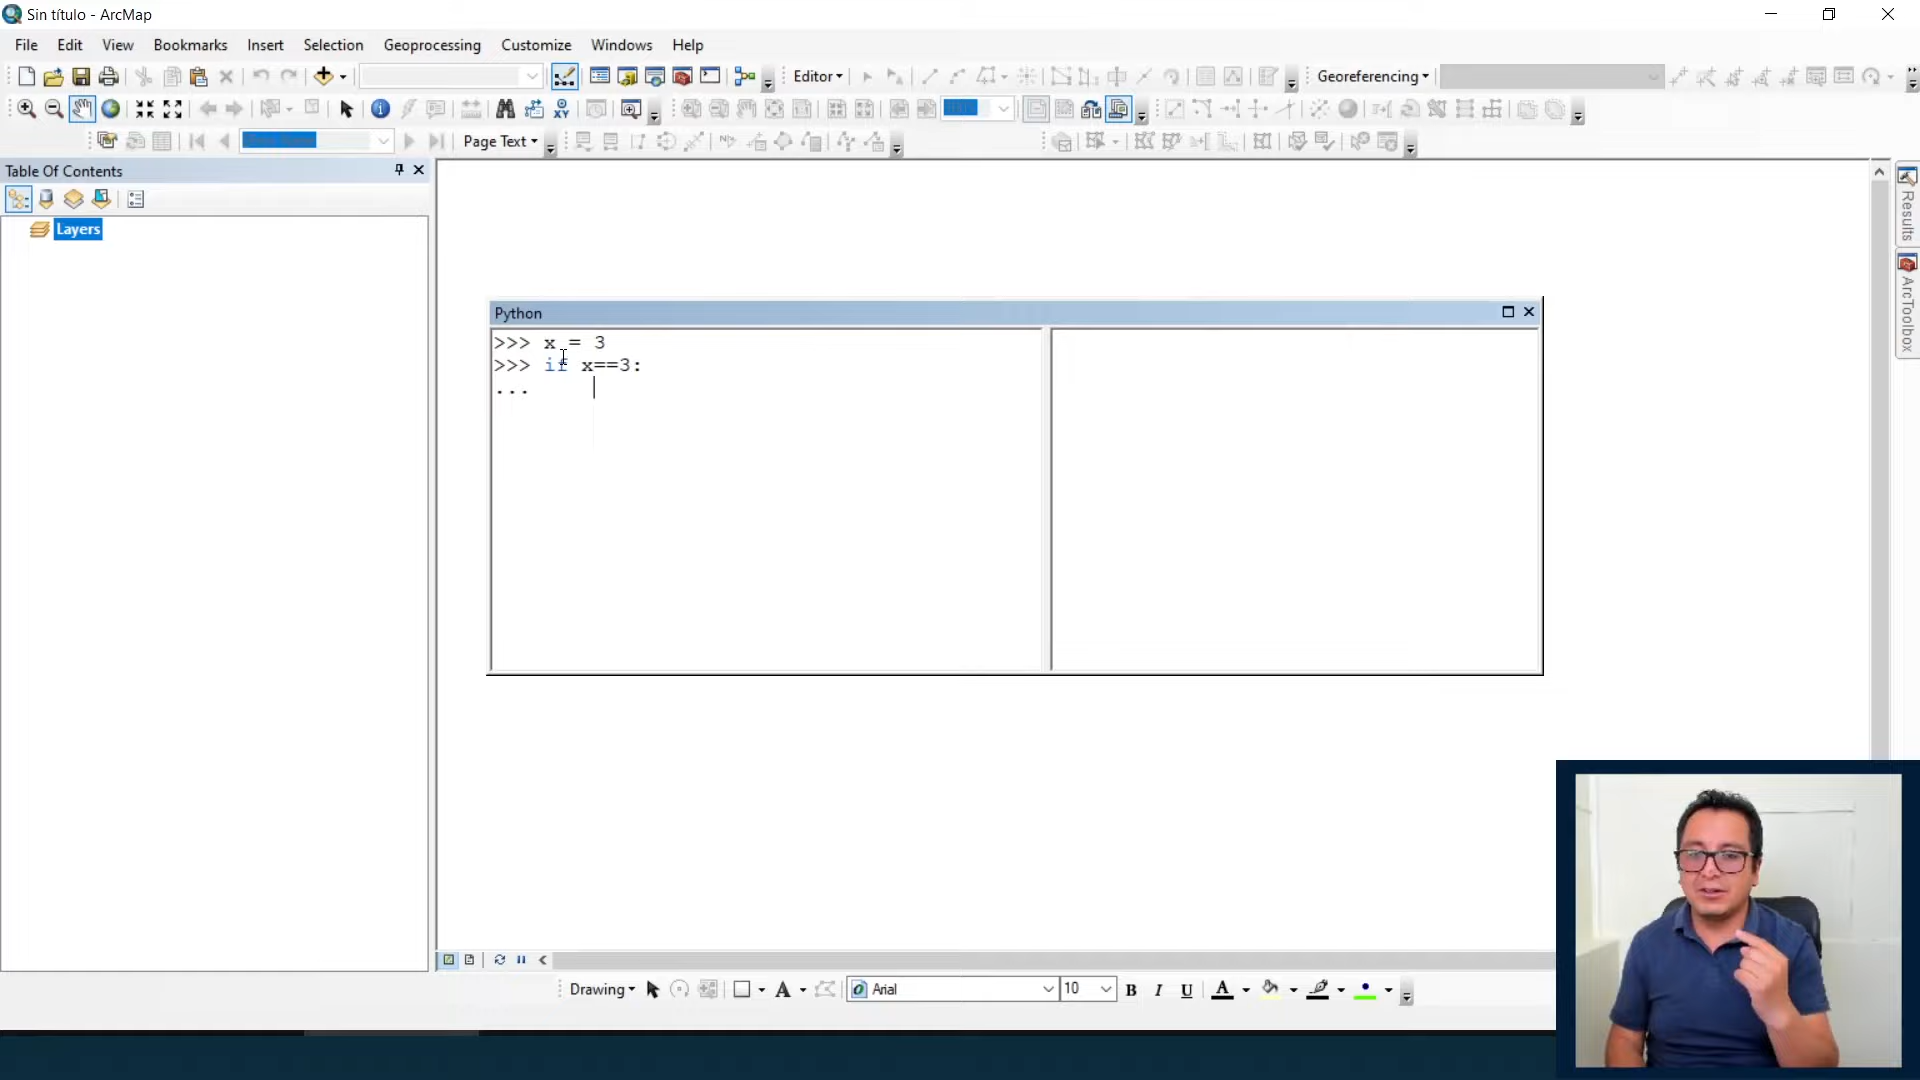 Sin título - ArcMap
File Edit View Bookmarks Insert Selection Geoprocessing Customize Windows Help
Editor Georeferencing
Page Text
Table Of Contents
Layers
Python
>>> x = 3
>>> if x==3:
...
Results
ArcToolbox
Drawing A Arial 10 B I U A